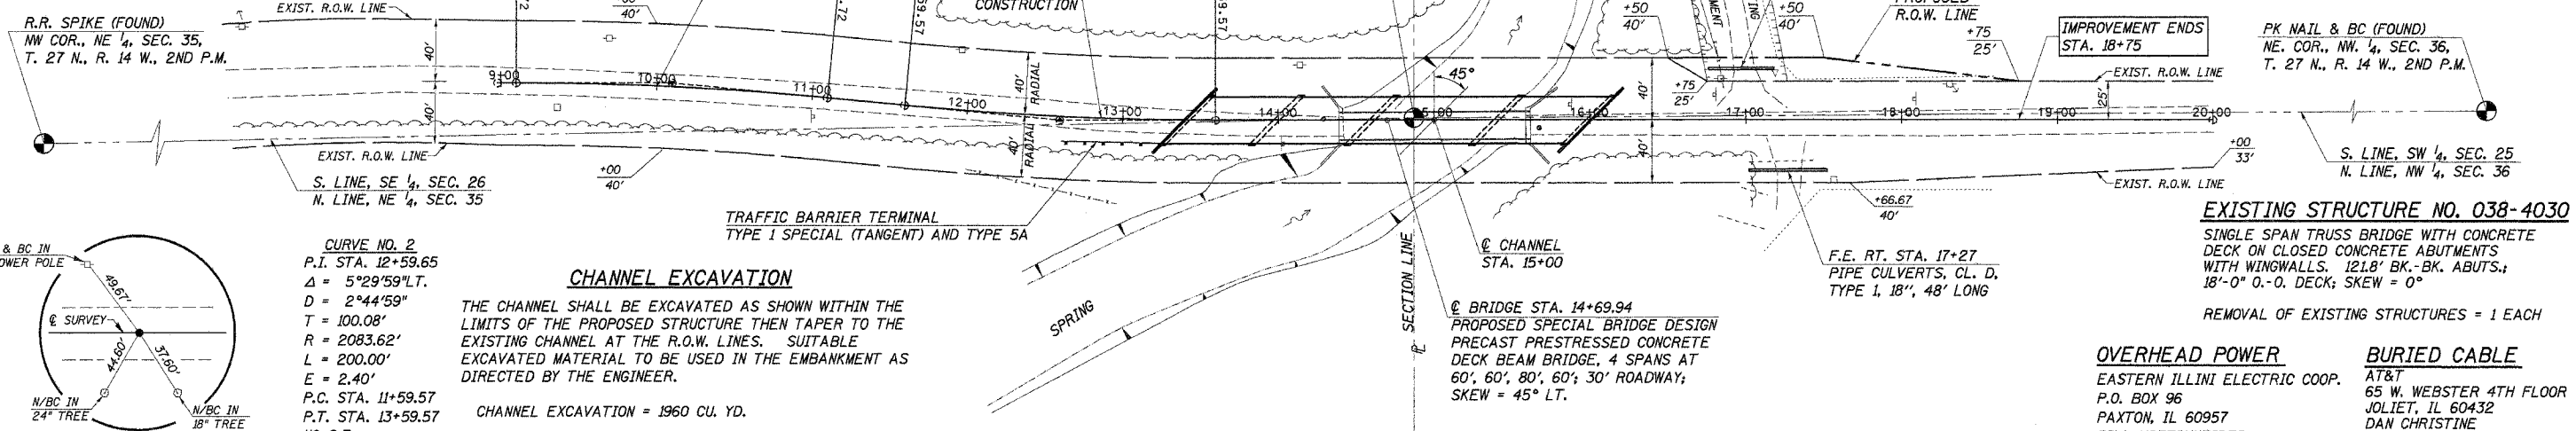 EXIST. R.O.W. LINE
R.R. SPIKE (FOUND)
NW COR., NE 1/4, SEC. 35,
T. 27 N., R. 14 W., 2ND P.M.
40'
40'
9+00
10+00
11+00
12+00
13+00
14+00
16+00
17+00
18+00
19+00
20+00
40'
CONSTRUCTION
40'
RADIAL
40'
RADIAL
45°
+50
40'
+50
40'
R.O.W. LINE
+75
25'
+75
25'
40'
40'
IMPROVEMENT ENDS
STA. 18+75
EXIST. R.O.W. LINE
25'
PK NAIL & BC (FOUND)
NE. COR., NW. 1/4, SEC. 36,
T. 27 N., R. 14 W., 2ND P.M.
S. LINE, SW 1/4, SEC. 25
N. LINE, NW 1/4, SEC. 36
+00
33'
EXIST. R.O.W. LINE
+66.67
40'
EXIST. R.O.W. LINE
S. LINE, SE 1/4, SEC. 26
N. LINE, NE 1/4, SEC. 35
+00
40'
TRAFFIC BARRIER TERMINAL
TYPE 1 SPECIAL (TANGENT) AND TYPE 5A
SPRING
SECTION LINE
℄ CHANNEL
STA. 15+00
℄ BRIDGE STA. 14+69.94
PROPOSED SPECIAL BRIDGE DESIGN
PRECAST PRESTRESSED CONCRETE
DECK BEAM BRIDGE, 4 SPANS AT
60', 60', 80', 60'; 30' ROADWAY;
SKEW = 45° LT.
F.E. RT. STA. 17+27
PIPE CULVERTS, CL. D,
TYPE 1, 18", 48' LONG
EXISTING STRUCTURE NO. 038-4030
SINGLE SPAN TRUSS BRIDGE WITH CONCRETE
DECK ON CLOSED CONCRETE ABUTMENTS
WITH WINGWALLS. 121.8' BK.-BK. ABUTS.;
18'-0" O.-O. DECK; SKEW = 0°
REMOVAL OF EXISTING STRUCTURES = 1 EACH
OVERHEAD POWER
EASTERN ILLINI ELECTRIC COOP.
P.O. BOX 96
PAXTON, IL 60957
BURIED CABLE
AT&T
65 W. WEBSTER 4TH FLOOR
JOLIET, IL 60432
DAN CHRISTINE
& BC IN
OWER POLE
49.67'
℄ SURVEY
44.60'
37.60'
N/BC IN
24" TREE
N/BC IN
18" TREE
CURVE NO. 2
P.I. STA. 12+59.65
Δ = 5°29'59"LT.
D = 2°44'59"
T = 100.08'
R = 2083.62'
L = 200.00'
E = 2.40'
P.C. STA. 11+59.57
P.T. STA. 13+59.57
CHANNEL EXCAVATION
THE CHANNEL SHALL BE EXCAVATED AS SHOWN WITHIN THE
LIMITS OF THE PROPOSED STRUCTURE THEN TAPER TO THE
EXISTING CHANNEL AT THE R.O.W. LINES. SUITABLE
EXCAVATED MATERIAL TO BE USED IN THE EMBANKMENT AS
DIRECTED BY THE ENGINEER.
CHANNEL EXCAVATION = 1960 CU. YD.